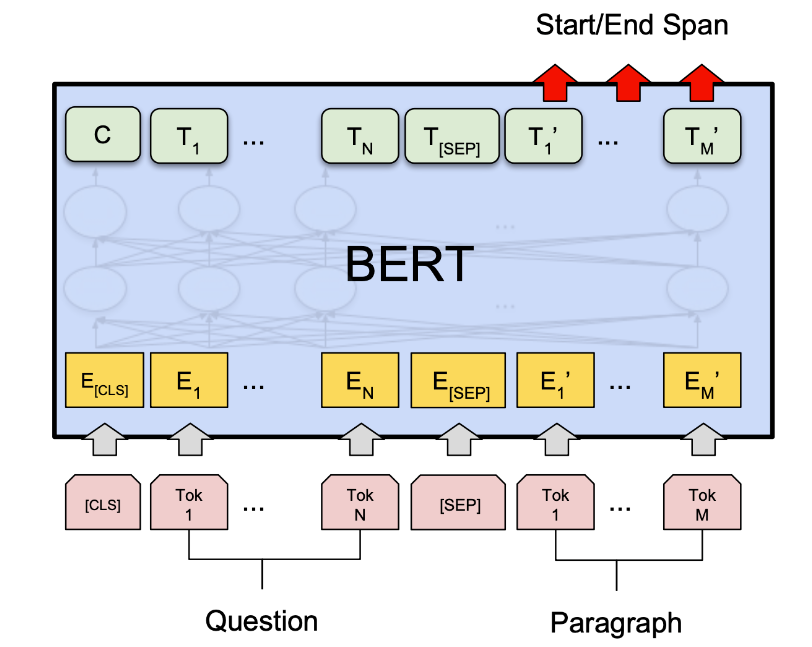 Start/End Span
C T1 ... TN T[SEP] T1' ... TM'
...
BERT
...
E[CLS] E1 ... EN E[SEP] E1' ... EM'
[CLS] Tok 1 ... Tok N [SEP] Tok 1 ... Tok M
Question Paragraph